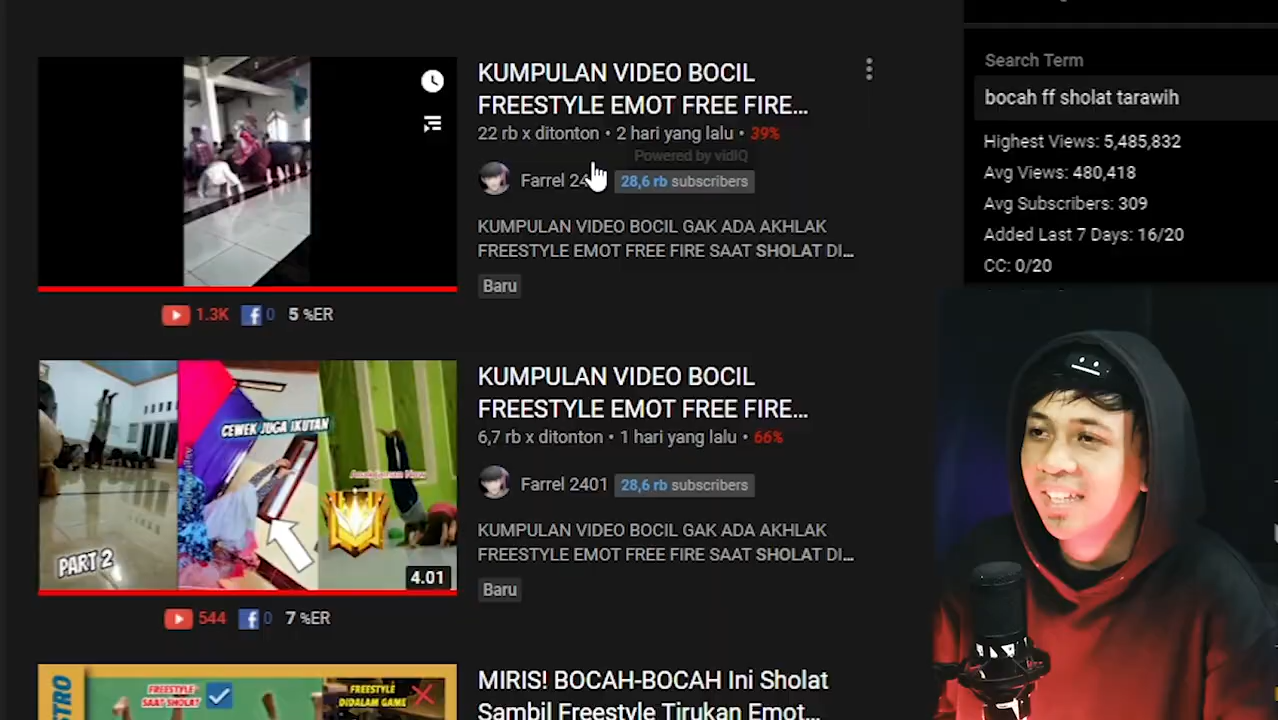 KUMPULAN VIDEO BOCIL
FREESTYLE EMOT FREE FIRE...
22 rb x ditonton • 2 hari yang lalu • 39%
Powered by vidIQ
Farrel 24
28,6 rb subscribers
KUMPULAN VIDEO BOCIL GAK ADA AKHLAK
FREESTYLE EMOT FREE FIRE SAAT SHOLAT DI...
Baru
1.3K 0 5 %ER
CEWEK JUGA IKUTAN
PART 2
4.01
KUMPULAN VIDEO BOCIL
FREESTYLE EMOT FREE FIRE...
6,7 rb x ditonton • 1 hari yang lalu • 66%
Farrel 2401
28,6 rb subscribers
KUMPULAN VIDEO BOCIL GAK ADA AKHLAK
FREESTYLE EMOT FREE FIRE SAAT SHOLAT DI...
Baru
544 0 7 %ER
FREESTYLE
SAAT SHOLAT
FREESTYLE
DIDALAM GAME
MIRIS! BOCAH-BOCAH Ini Sholat
Sambil Freestyle Tirukan Emot...
Search Term
bocah ff sholat tarawih
Highest Views: 5,485,832
Avg Views: 480,418
Avg Subscribers: 309
Added Last 7 Days: 16/20
CC: 0/20